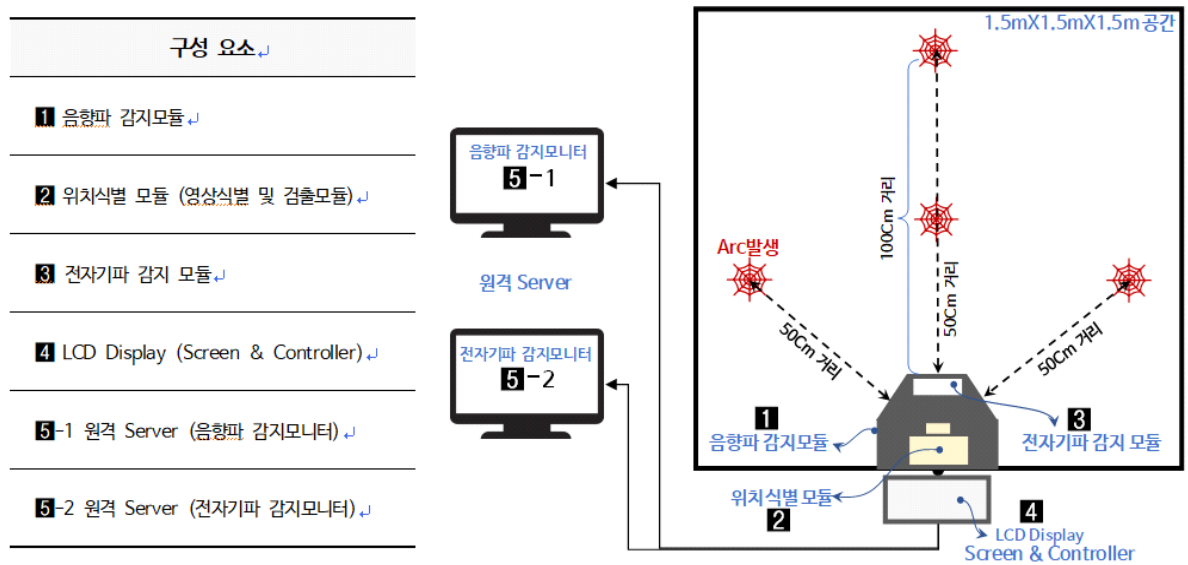 구성 요소
1 음향파 감지모듈
2 위치식별 모듈 (영상식별 및 검출모듈)
3 전자기파 감지 모듈
4 LCD Display (Screen & Controller)
5-1 원격 Server (음향파 감지모니터)
5-2 원격 Server (전자기파 감지모니터)
음향파 감지모니터
5-1
원격 Server
전자기파 감지모니터
5-2
1.5mX1.5mX1.5m 공간
100Cm 거리
Arc발생
50Cm 거리
50Cm 거리
50Cm 거리
1
음향파 감지모듈
3
전자기파 감지 모듈
위치식별 모듈
2
4
LCD Display
Screen & Controller